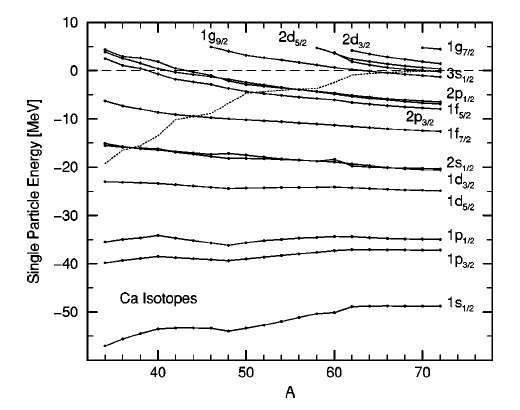 10
0
-10
-20
-30
-40
-50
Single Particle Energy [MeV]
1g9/2
2d5/2
2d3/2
1g7/2
3s1/2
2p1/2
1f5/2
2p3/2
1f7/2
2s1/2
1d3/2
1d5/2
1p1/2
1p3/2
1s1/2
Ca Isotopes
40 50 60 70
A